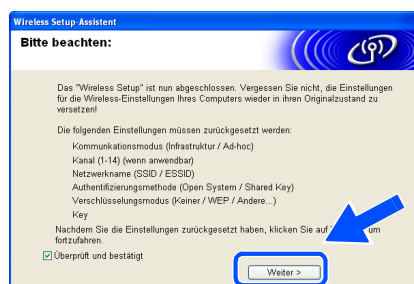 Wireless Setup-Assistent
Bitte beachten:
Das "Wireless Setup" ist nun abgeschlossen. Vergessen Sie nicht, die Einstellungen
für die Wireless-Einstellungen Ihres Computers wieder in ihren Originalzustand zu
versetzen!
Die folgenden Einstellungen müssen zurückgesetzt werden:
Kommunikationsmodus (Infrastruktur / Ad-hoc)
Kanal (1-14) (wenn anwendbar)
Netzwerkname (SSID / ESSID)
Authentifizierungsmethode (Open System / Shared Key)
Verschlüsselungsmodus (Keiner / WEP / Andere...)
Key
Nachdem Sie die Einstellungen zurückgesetzt haben, klicken Sie auf um
fortzufahren.
Überprüft und bestätigt
Weiter >